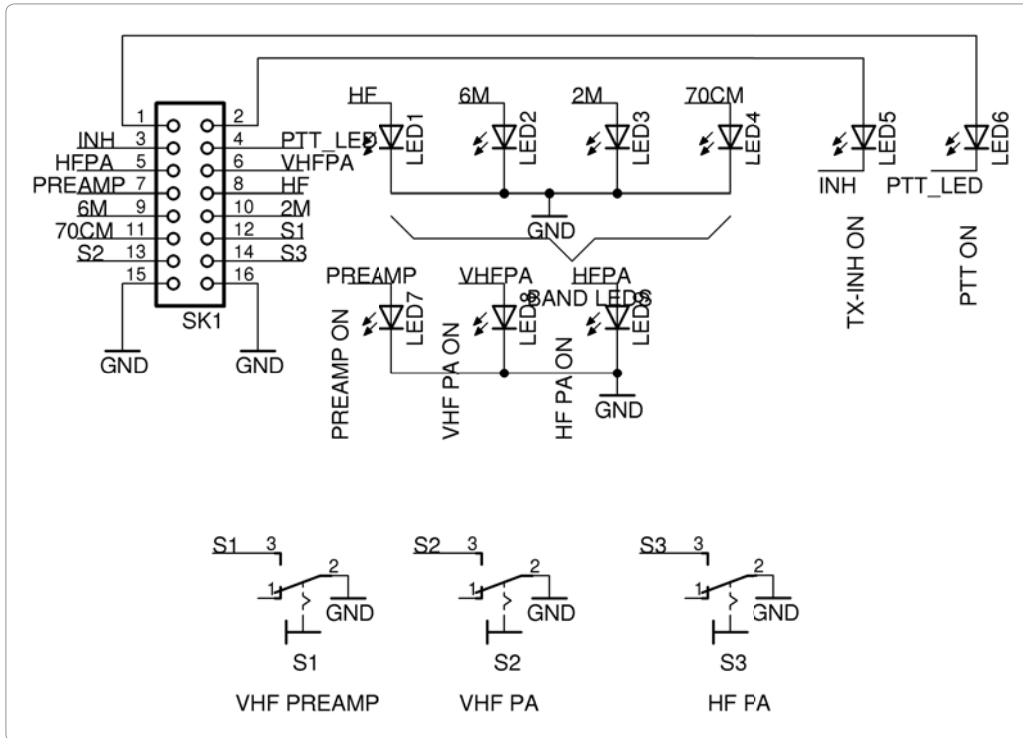 HF
6M
2M
70CM
LED1
LED2
LED3
LED4
LED5
LED6
1
2
INH
3
4
PTT_LED
HFPA
5
6
VHFPA
PREAMP
7
8
HF
6M
9
10
2M
70CM
11
12
S1
S2
13
14
S3
15
16
SK1
GND
GND
GND
INH
PTT_LED
TX-INH ON
PTT ON
BAND LEDS
PREAMP
VHFPA
HFPA
LED7
LED8
LED9
PREAMP ON
VHF PA ON
HF PA ON
GND
S1
3
2
1
GND
S1
VHF PREAMP
S2
3
2
1
GND
S2
VHF PA
S3
3
2
1
GND
S3
HF PA